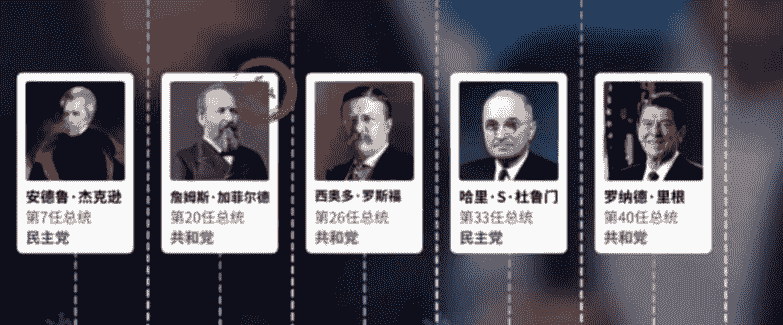 安德鲁·杰克逊
第7任总统
民主党
詹姆斯·加菲尔德
第20任总统
共和党
西奥多·罗斯福
第26任总统
共和党
哈里·S·杜鲁门
第33任总统
民主党
罗纳德·里根
第40任总统
共和党